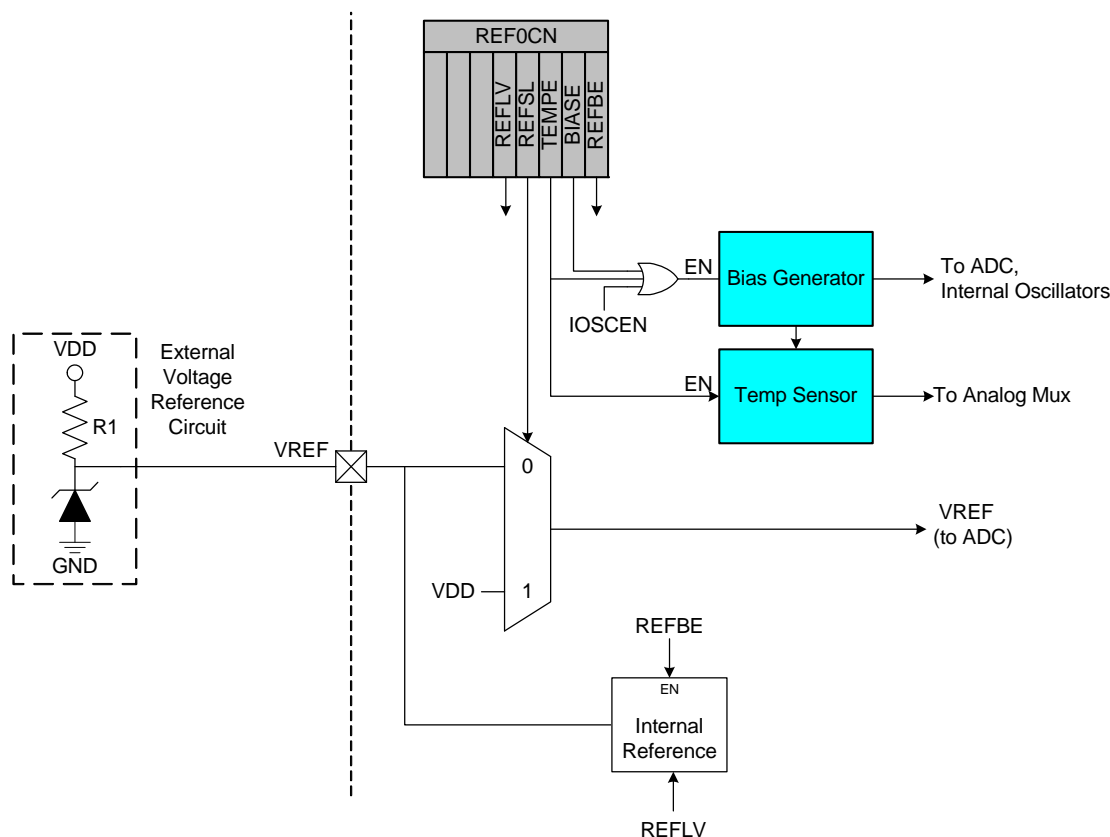 REF0CN
REFLV
REFSL
TEMPE
BIASE
REFBE
EN
Bias Generator
To ADC,
Internal Oscillators
IOSCEN
VDD
R1
GND
External
Voltage
Reference
Circuit
EN
Temp Sensor
To Analog Mux
VREF
0
VREF
(to ADC)
VDD
1
REFBE
EN
Internal
Reference
REFLV